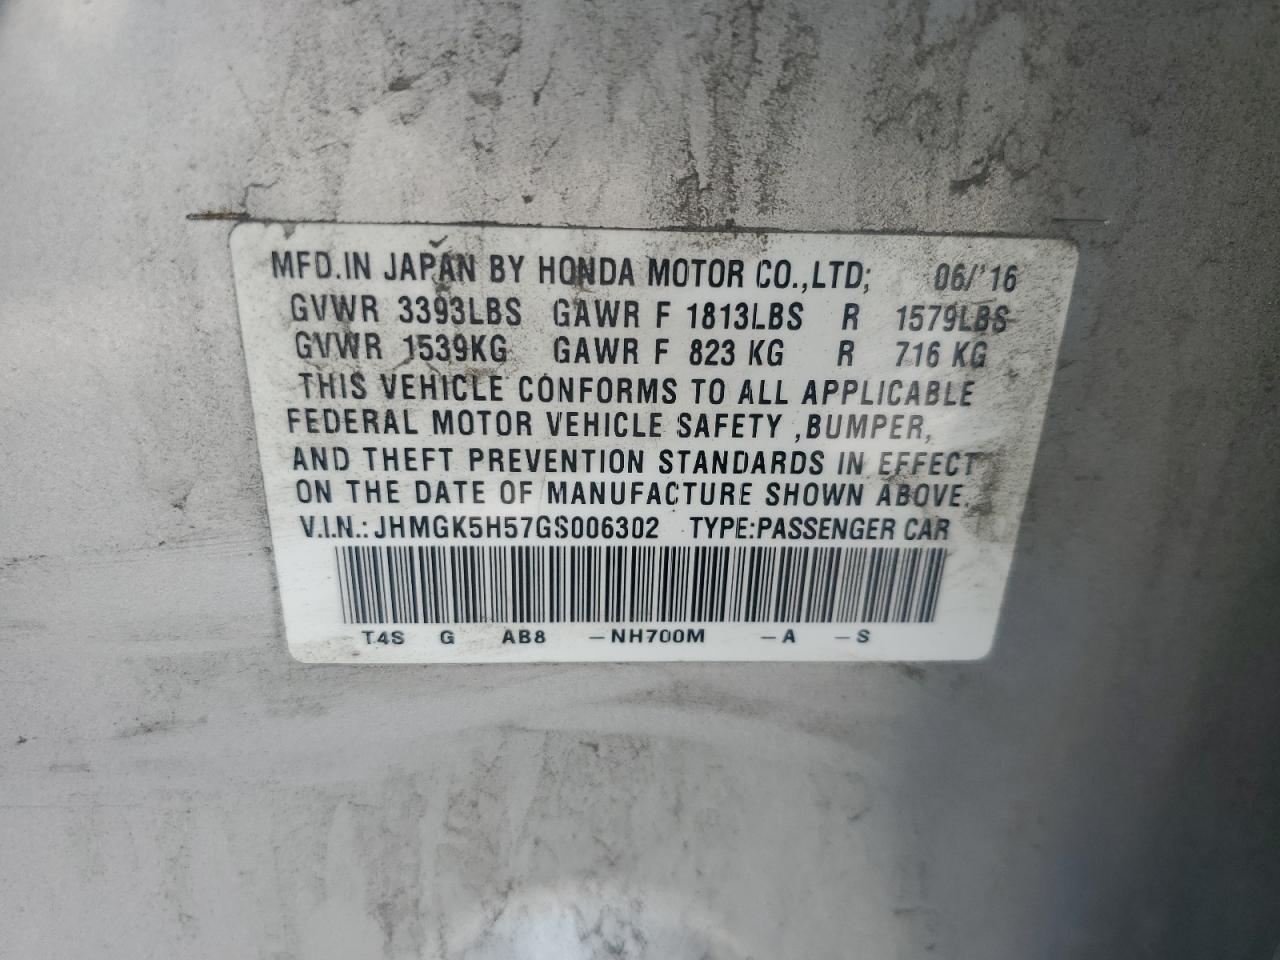 MFD.IN JAPAN BY HONDA MOTOR CO.,LTD; 06/'16
GVWR 3393LBS GAWR F 1813LBS R 1579LBS
GVWR 1539KG GAWR F 823 KG R 716 KG
THIS VEHICLE CONFORMS TO ALL APPLICABLE
FEDERAL MOTOR VEHICLE SAFETY ,BUMPER,
AND THEFT PREVENTION STANDARDS IN EFFECT
ON THE DATE OF MANUFACTURE SHOWN ABOVE.
V.I.N.: JHMGK5H57GS006302 TYPE:PASSENGER CAR
T4S G AB8 -NH700M -A -S